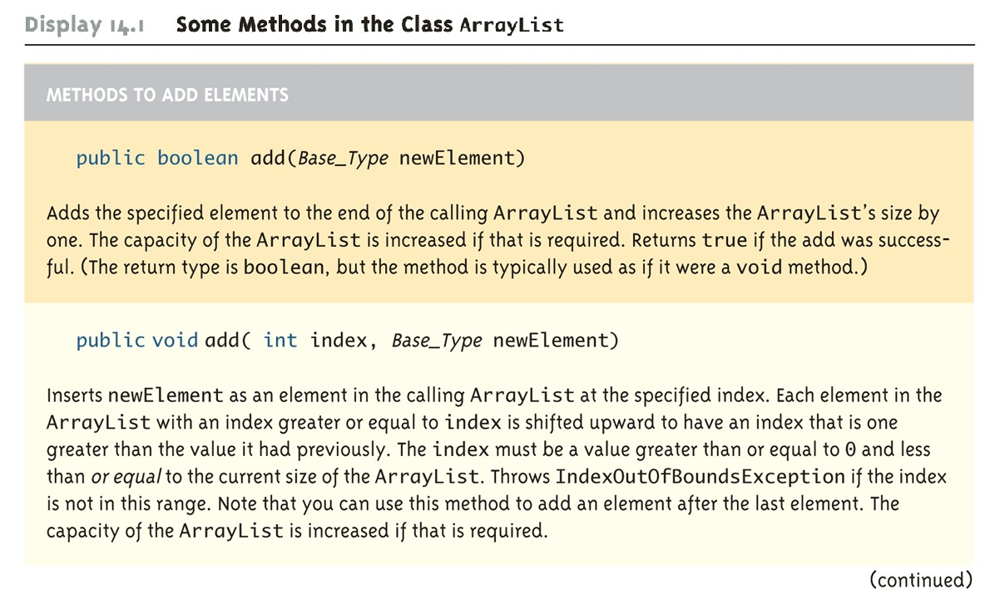 Display 14.1 Some Methods in the Class ArrayList
METHODS TO ADD ELEMENTS
public boolean add(Base_Type newElement)
Adds the specified element to the end of the calling ArrayList and increases the ArrayList's size by
one. The capacity of the ArrayList is increased if that is required. Returns true if the add was success-
ful. (The return type is boolean, but the method is typically used as if it were a void method.)
public void add( int index, Base_Type newElement)
Inserts newElement as an element in the calling ArrayList at the specified index. Each element in the
ArrayList with an index greater or equal to index is shifted upward to have an index that is one
greater than the value it had previously. The index must be a value greater than or equal to 0 and less
than or equal to the current size of the ArrayList. Throws IndexOutOfBoundsException if the index
is not in this range. Note that you can use this method to add an element after the last element. The
capacity of the ArrayList is increased if that is required.
(continued)